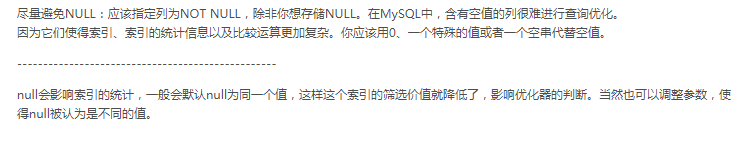 尽量避免NULL：应该指定列为NOT NULL，除非你想存储NULL。在MySQL中，含有空值的列很难进行查询优化。
因为它们使得索引、索引的统计信息以及比较运算更加复杂。你应该用0、一个特殊的值或者一个空串代替空值。
--------------------------------------------------
null会影响索引的统计，一般会默认null为同一个值，这样这个索引的筛选价值就降低了，影响优化器的判断。当然也可以调整参数，使
得null被认为是不同的值。